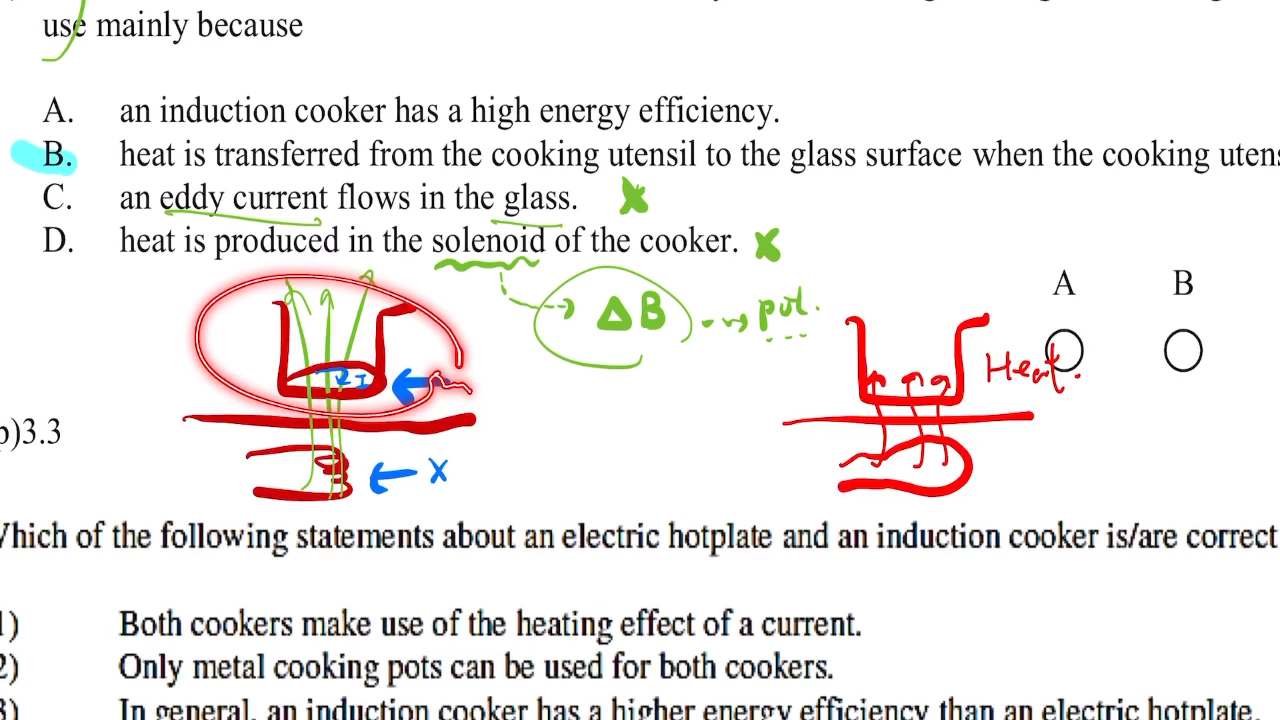 use mainly because
A. an induction cooker has a high energy efficiency.
B. heat is transferred from the cooking utensil to the glass surface when the cooking
C. an eddy current flows in the glass.
D. heat is produced in the solenoid of the cooker.
ΔB
pot.
A B
I
Heat.
)3.3
X
Which of the following statements about an electric hotplate and an induction cooker is/are correct
1) Both cookers make use of the heating effect of a current.
2) Only metal cooking pots can be used for both cookers.
3) In general, an induction cooker has a higher energy efficiency than an electric hotplate.